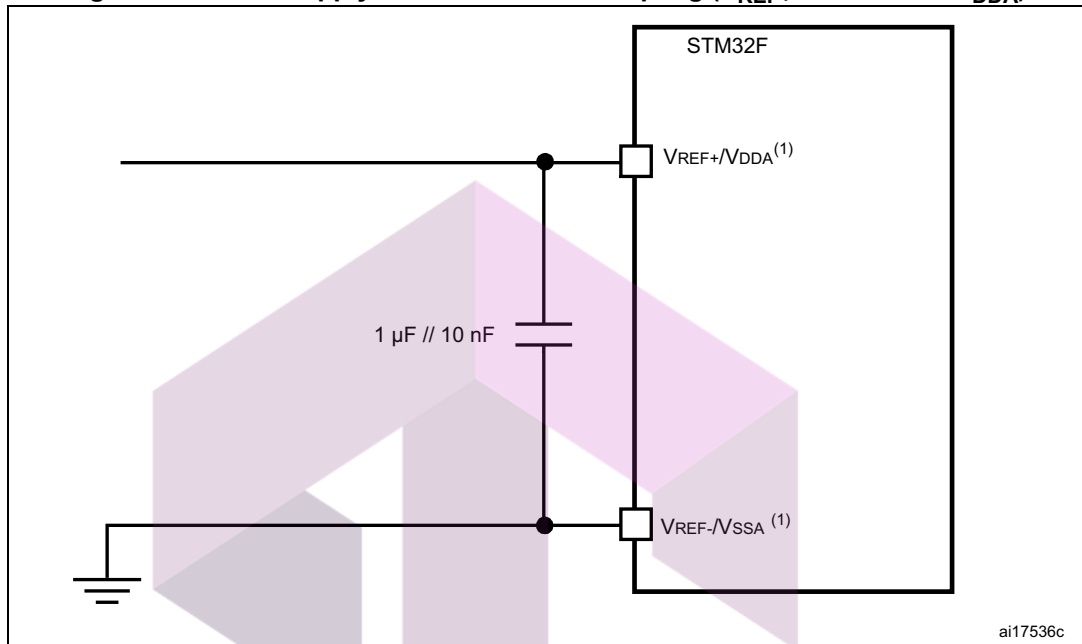 STM32F
VREF+/VDDA(1)
1 µF // 10 nF
VREF-/VSSA (1)
ai17536c